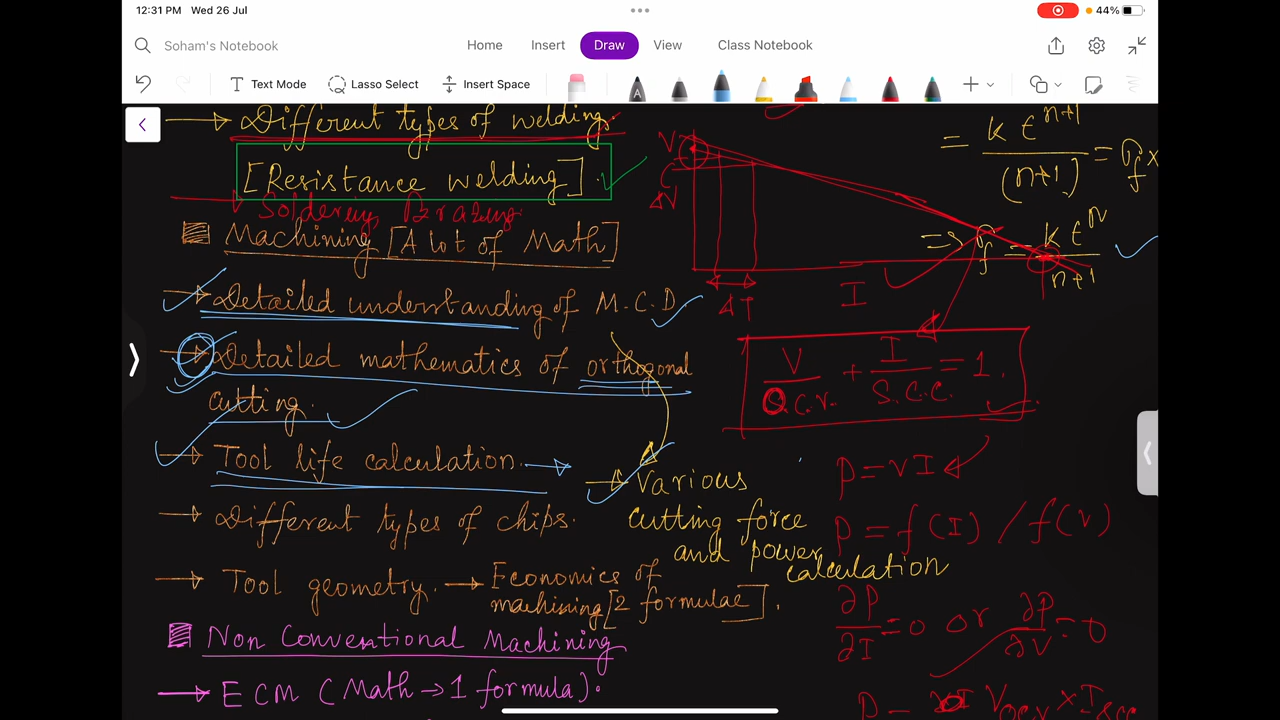 12:31 PM Wed 26 Jul
44%
Soham's Notebook
Home Insert Draw View Class Notebook
Text Mode Lasso Select Insert Space
Different types of welding.
[Resistance welding].
Soldering, Brazing.
Machining [A lot of Math]
Detailed understanding of M.C.D
Detailed mathematics of orthogonal
cutting.
Tool life calculation.
Various
cutting force
and power
calculation
Different types of chips.
Tool geometry. → Economics of
machining [2 formulae].
Non Conventional Machining
→ ECM (Math → 1 formula).
V
ΔV
ΔT
I
= k ε^(n+1) / (n+1) = σf ×
=> σf = k ε^n / n+1
V/O.C.V. + I/S.C.C. = 1.
P = VI
P = f(I) / f(V)
∂P/∂I = 0 or ∂P/∂V = 0